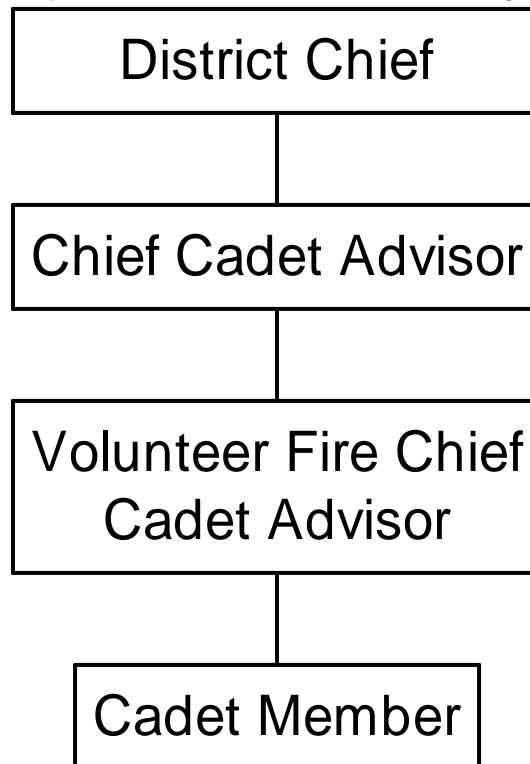 District Chief
Chief Cadet Advisor
Volunteer Fire Chief
Cadet Advisor
Cadet Member